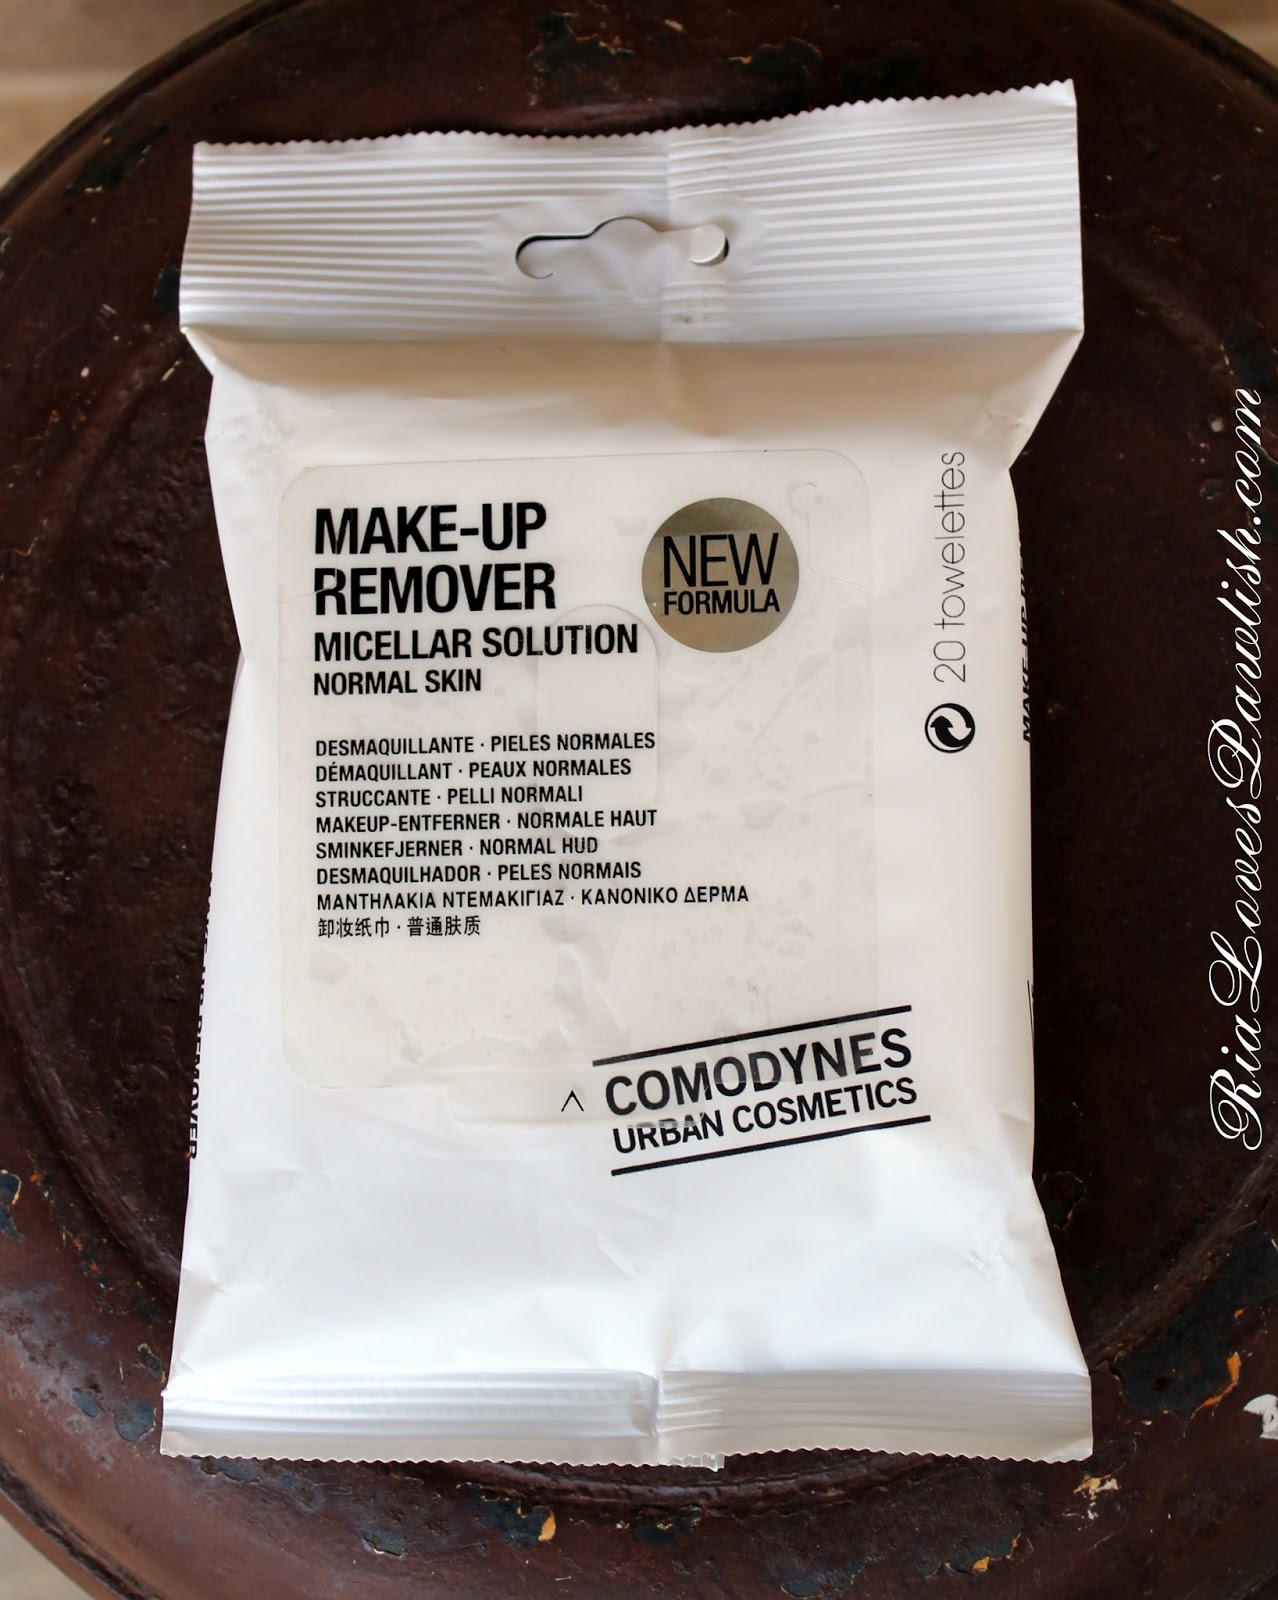 MAKE-UP
REMOVER
MICELLAR SOLUTION
NORMAL SKIN
NEW
FORMULA
20 towelettes
DESMAQUILLANTE · PIELES NORMALES
DÉMAQUILLANT · PEAUX NORMALES
STRUCCANTE · PELLI NORMALI
MAKEUP-ENTFERNER · NORMALE HAUT
SMINKEFJERNER · NORMAL HUD
DESMAQUILHADOR · PELES NORMAIS
ΜΑΝΤΗΛΑΚΙΑ ΝΤΕΜΑΚΙΓΙΑΖ · ΚΑΝΟΝΙΚΟ ΔΕΡΜΑ
卸妆纸巾 · 普通肤质
COMODYNES
URBAN COSMETICS
MAKE-UP
RiaLovesPawlish.com